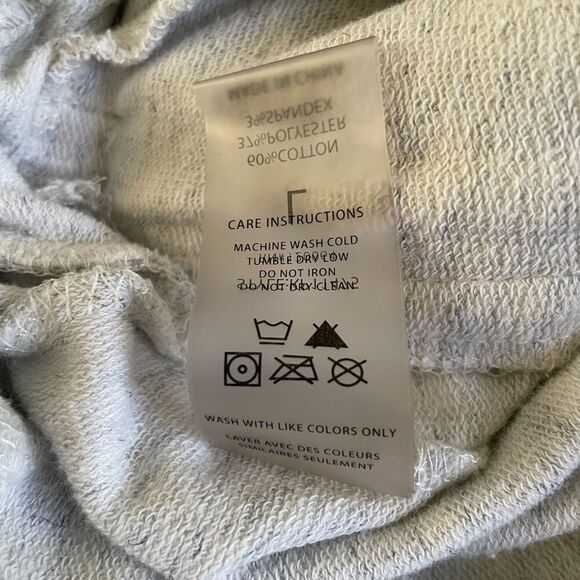 MADE IN CHINA
3%SPANDEX
37%POLYESTER
60%COTTON
L
CARE INSTRUCTIONS
MACHINE WASH COLD
TUMBLE DRY LOW
DO NOT IRON
DO NOT DRY CLEAN
WASH WITH LIKE COLORS ONLY
LAVER AVEC DES COULEURS
SIMILAIRES SEULEMENT